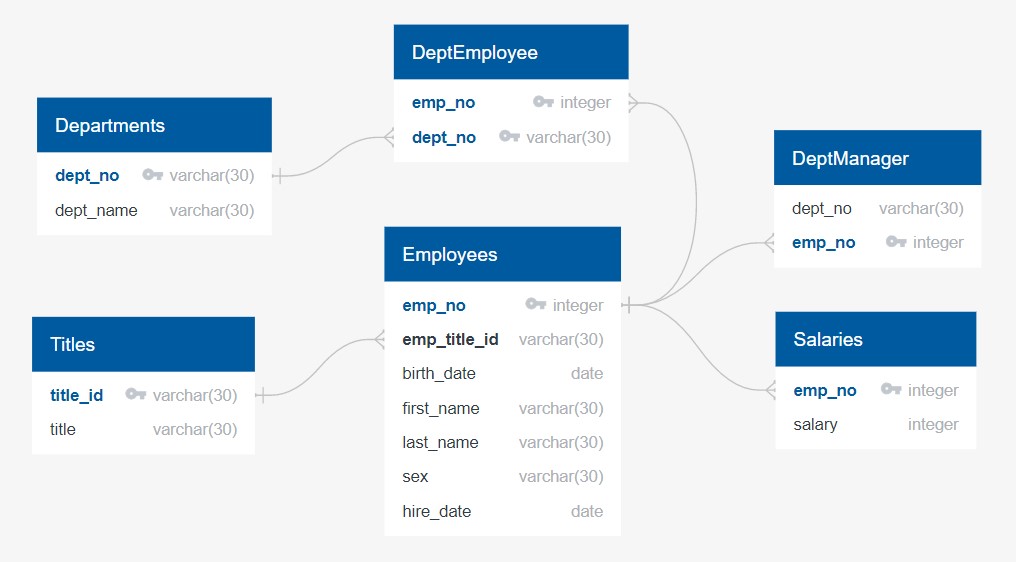 DeptEmployee
emp_no integer
dept_no varchar(30)
Departments
dept_no varchar(30)
dept_name varchar(30)
DeptManager
dept_no varchar(30)
emp_no integer
Employees
emp_no integer
emp_title_id varchar(30)
birth_date date
first_name varchar(30)
last_name varchar(30)
sex varchar(30)
hire_date date
Titles
title_id varchar(30)
title varchar(30)
Salaries
emp_no integer
salary integer